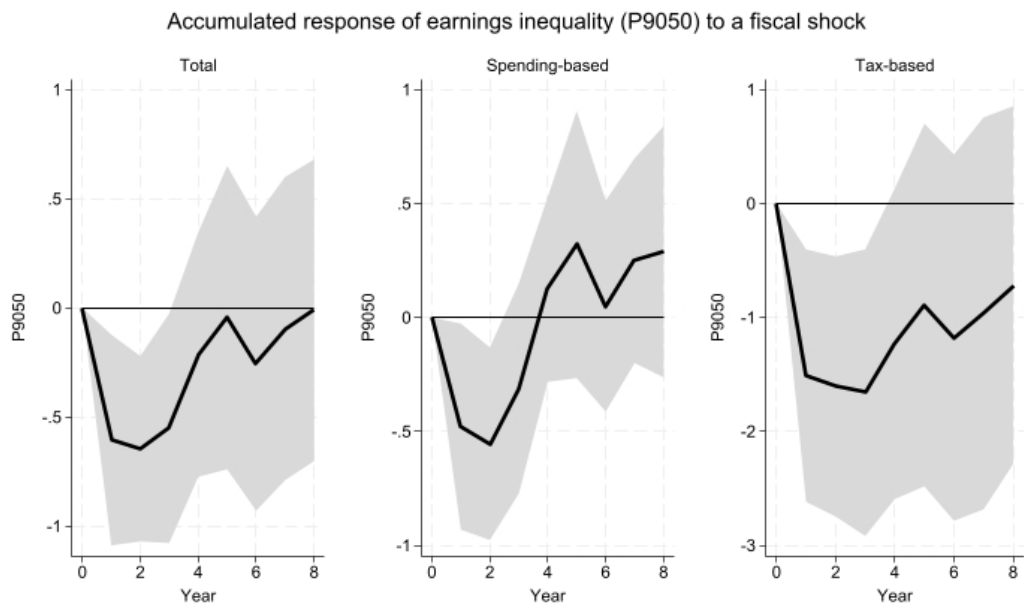 Accumulated response of earnings inequality (P9050) to a fiscal shock
Total
1
.5
0
-.5
-1
P9050
0 2 4 6 8
Year
Spending-based
1
.5
0
-.5
-1
P9050
0 2 4 6 8
Year
Tax-based
1
0
-1
-2
-3
P9050
0 2 4 6 8
Year